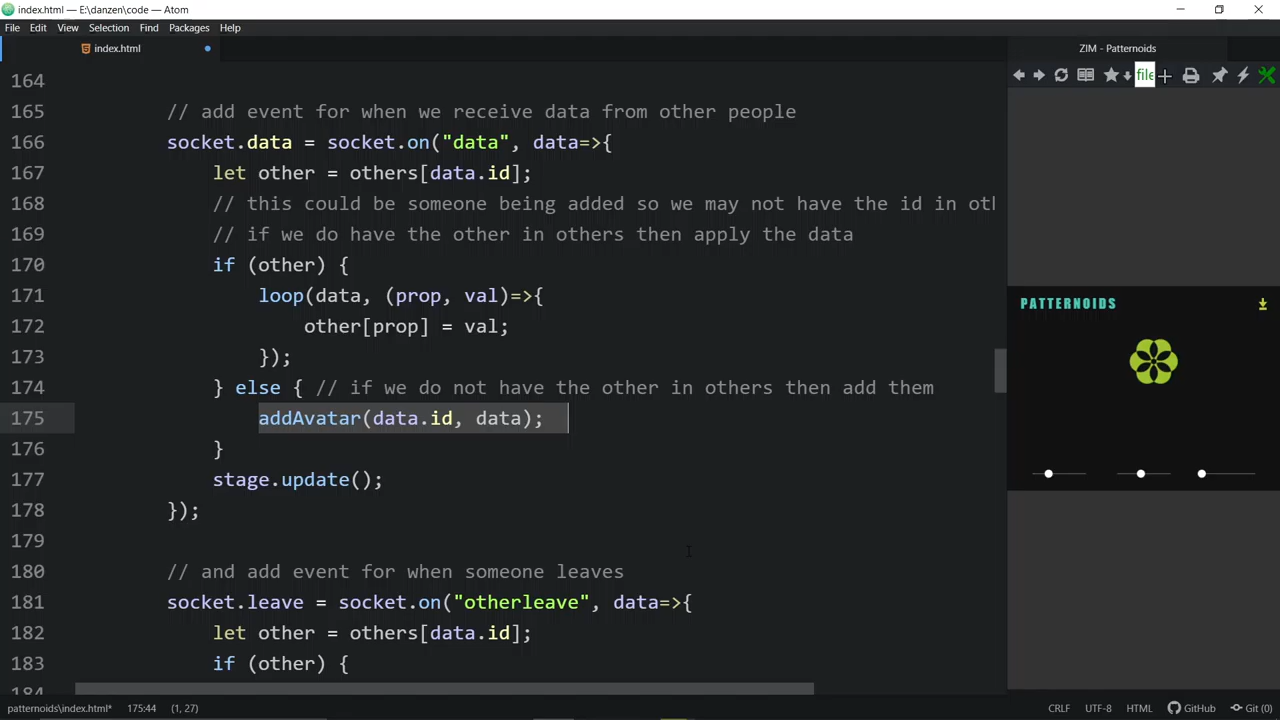 index.html — E:\danzen\code — Atom
File Edit View Selection Find Packages Help
index.html
ZIM - Patternoids
file
164
165 // add event for when we receive data from other people
166 socket.data = socket.on("data", data=>{
167 let other = others[data.id];
168 // this could be someone being added so we may not have the id in oth
169 // if we do have the other in others then apply the data
170 if (other) {
171 loop(data, (prop, val)=>{
172 other[prop] = val;
173 });
174 } else { // if we do not have the other in others then add them
175 addAvatar(data.id, data);
176 }
177 stage.update();
178 });
179
180 // and add event for when someone leaves
181 socket.leave = socket.on("otherleave", data=>{
182 let other = others[data.id];
183 if (other) {
184
PATTERNOIDS
patternoids\index.html* 175:44 (1, 27) CRLF UTF-8 HTML GitHub Git (0)